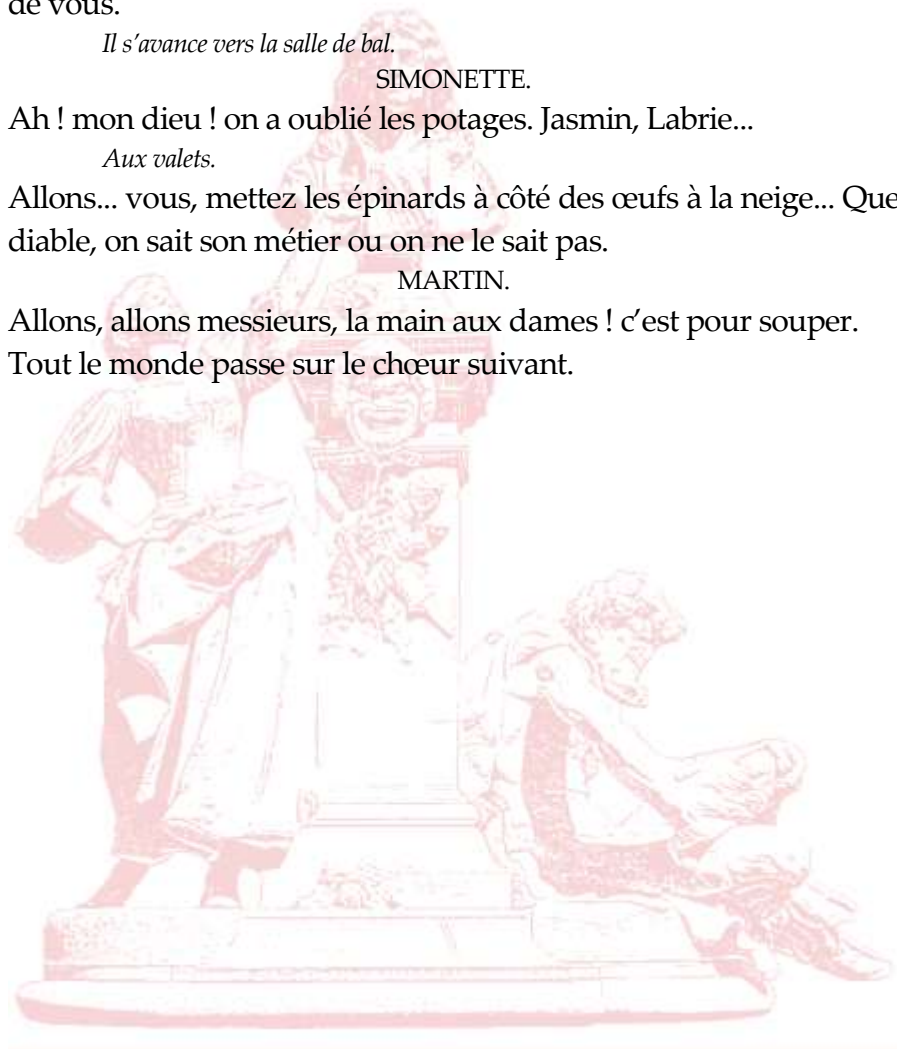 de vous.
Il s’avance vers la salle de bal.
SIMONETTE.
Ah ! mon dieu ! on a oublié les potages. Jasmin, Labrie...
Aux valets.
Allons... vous, mettez les épinards à côté des œufs à la neige... Que
diable, on sait son métier ou on ne le sait pas.
MARTIN.
Allons, allons messieurs, la main aux dames ! c’est pour souper.
Tout le monde passe sur le chœur suivant.